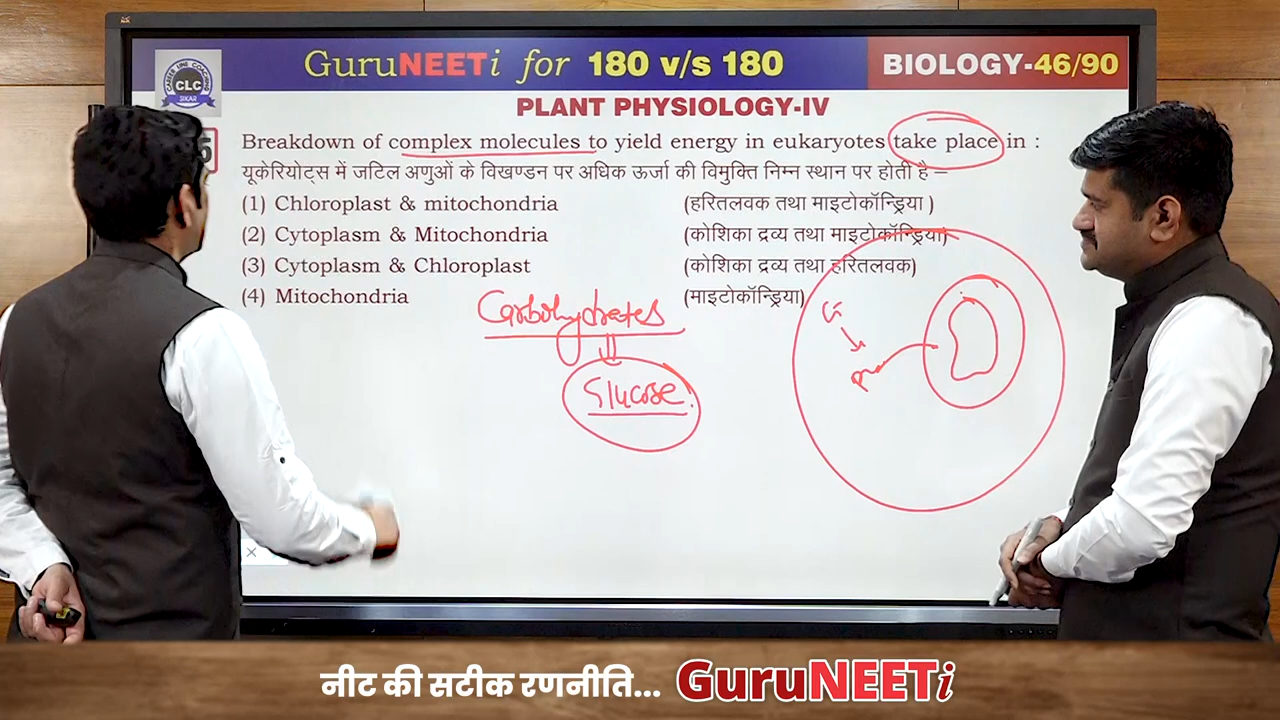 GuruNEETi for 180 v/s 180
BIOLOGY-46/90
CLC
SIKAR
PLANT PHYSIOLOGY-IV
Breakdown of complex molecules to yield energy in eukaryotes take place in :
यूकेरियोट्स में जटिल अणुओं के विखण्डन पर अधिक ऊर्जा की विमुक्ति निम्न स्थान पर होती है –
(1) Chloroplast & mitochondria (हरितलवक तथा माइटोकॉन्ड्रिया )
(2) Cytoplasm & Mitochondria (कोशिका द्रव्य तथा माइटोकॉन्ड्रिया)
(3) Cytoplasm & Chloroplast (कोशिका द्रव्य तथा हरितलवक)
(4) Mitochondria (माइटोकॉन्ड्रिया)
Carbohydrates
Glucose
नीट की सटीक रणनीति... GuruNEETi